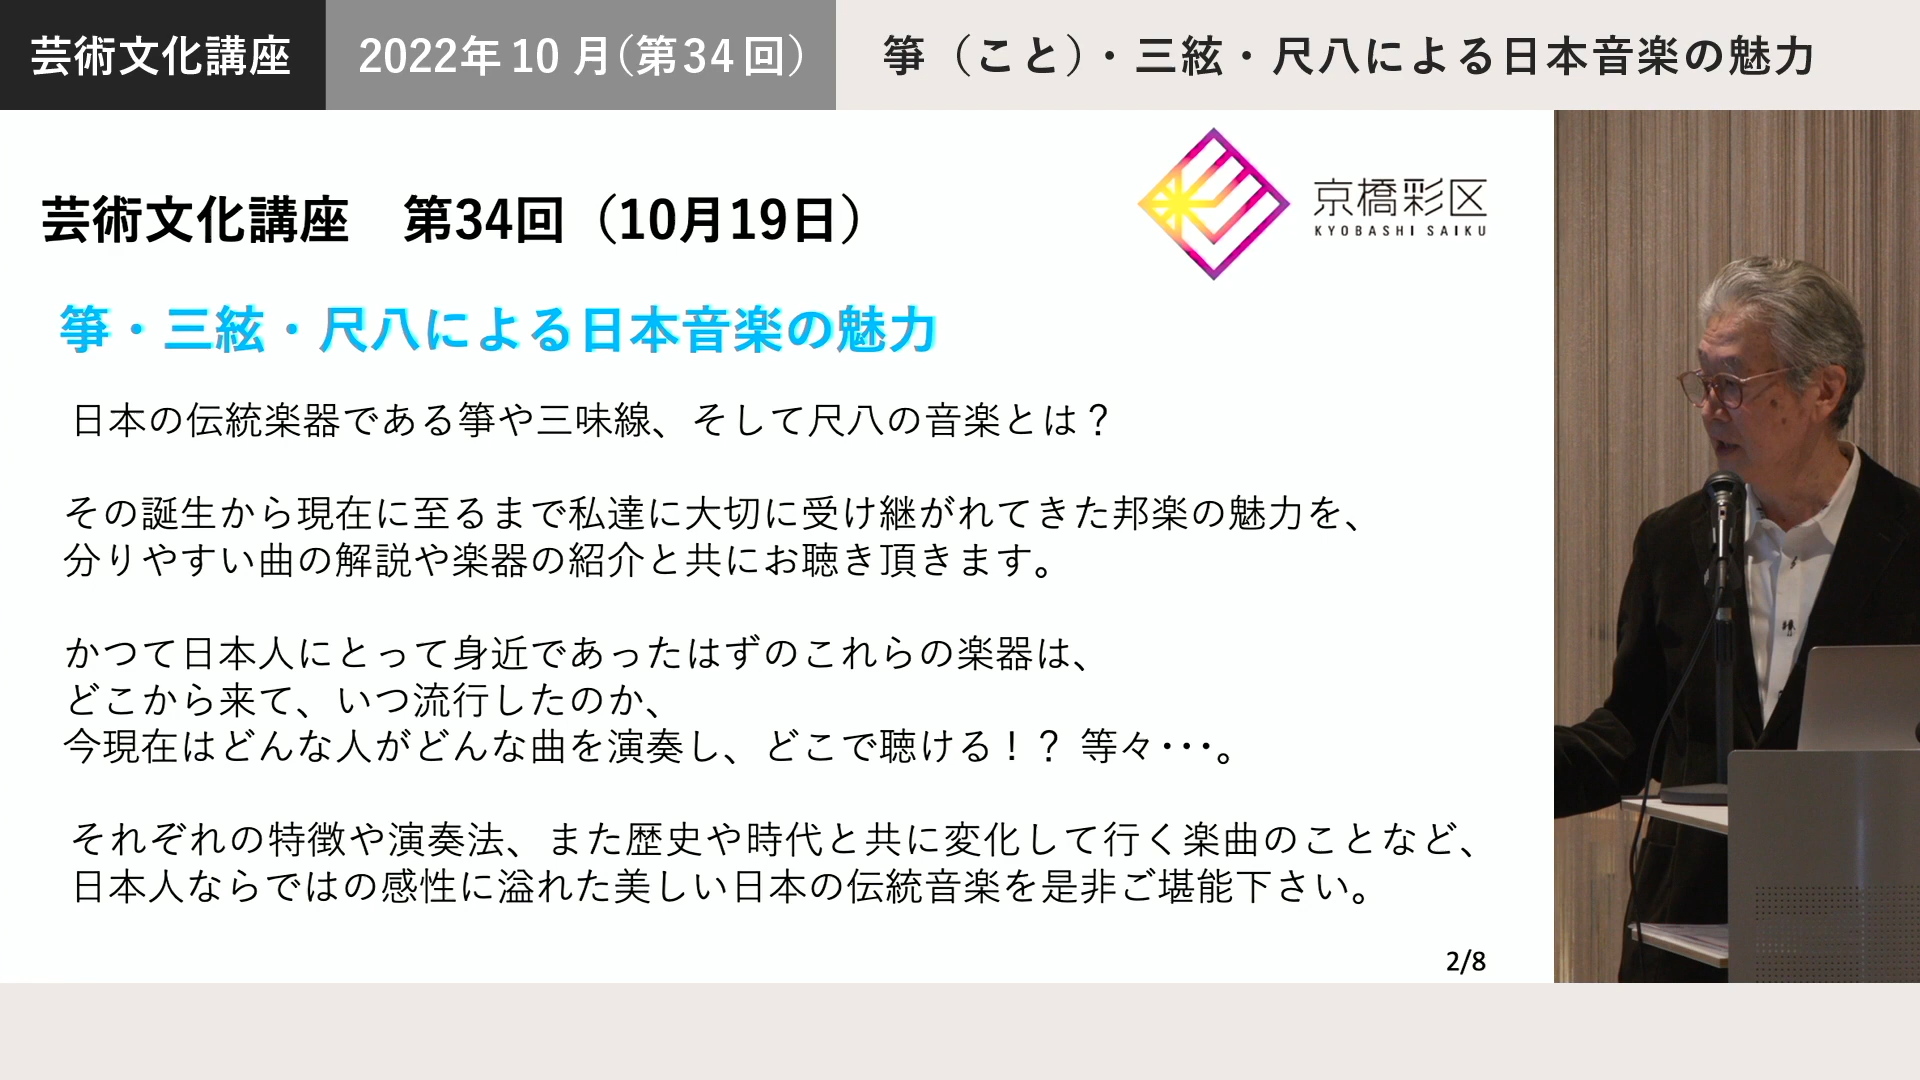 芸術文化講座
2022年10月(第34回)
箏（こと）・三絃・尺八による日本音楽の魅力
芸術文化講座　第34回（10月19日）
京橋彩区
KYOBASHI SAIKU
箏・三絃・尺八による日本音楽の魅力
日本の伝統楽器である箏や三味線、そして尺八の音楽とは？
その誕生から現在に至るまで私達に大切に受け継がれてきた邦楽の魅力を、
分りやすい曲の解説や楽器の紹介と共にお聴き頂きます。
かつて日本人にとって身近であったはずのこれらの楽器は、
どこから来て、いつ流行したのか、
今現在はどんな人がどんな曲を演奏し、どこで聴ける！？ 等々･･･。
それぞれの特徴や演奏法、また歴史や時代と共に変化して行く楽曲のことなど、
日本人ならではの感性に溢れた美しい日本の伝統音楽を是非ご堪能下さい。
2/8